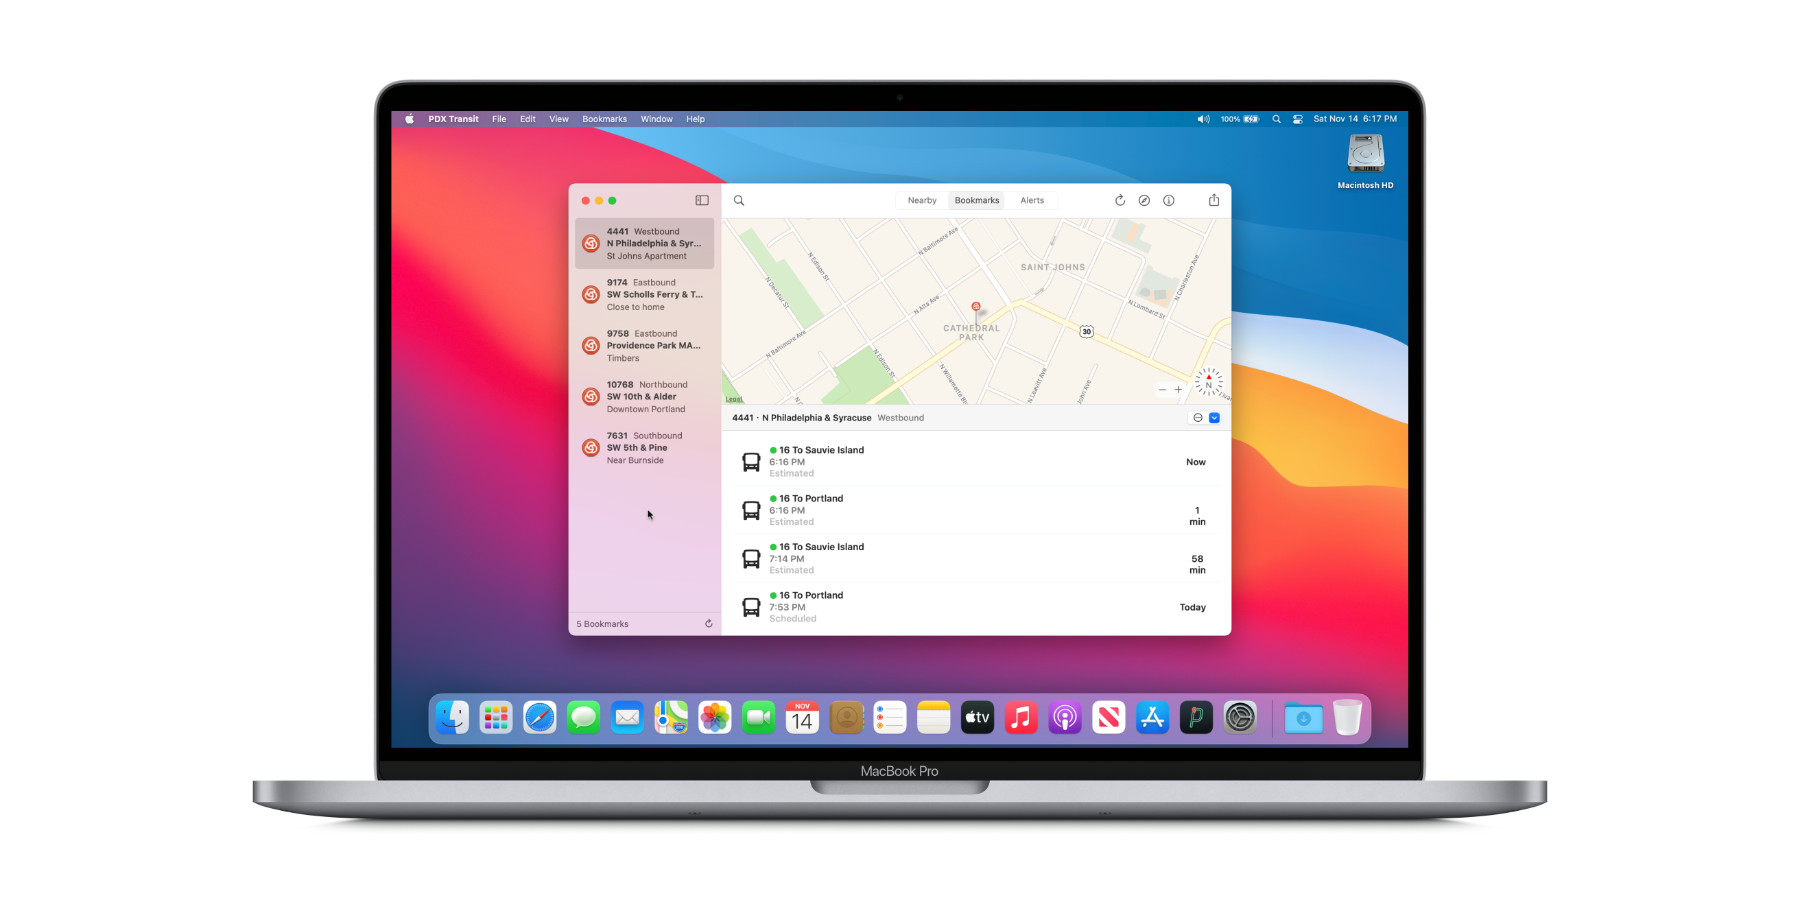 PDX Transit File Edit View Bookmarks Window Help
100% Sat Nov 14 6:17 PM
Macintosh HD
Nearby Bookmarks Alerts
4441 Westbound
N Philadelphia & Syr...
St Johns Apartment
9174 Eastbound
SW Scholls Ferry & T...
Close to home
9758 Eastbound
Providence Park MA...
Timbers
10768 Northbound
SW 10th & Alder
Downtown Portland
7631 Southbound
SW 5th & Pine
Near Burnside
5 Bookmarks
N Baltimore Ave
N Edison St
N Decatur St
SAINT JOHNS
N Charleston Ave
N Alta Ave
N Lombard St
CATHEDRAL
PARK
30
N Baltimore Ave
N Edison St
N Willamette
N Leavitt Ave
John Ave
N
Legal
4441 · N Philadelphia & Syracuse Westbound
16 To Sauvie Island
6:16 PM
Estimated
Now
16 To Portland
6:16 PM
Estimated
1
min
16 To Sauvie Island
7:14 PM
Estimated
58
min
16 To Portland
7:53 PM
Scheduled
Today
NOV
14
tv
MacBook Pro